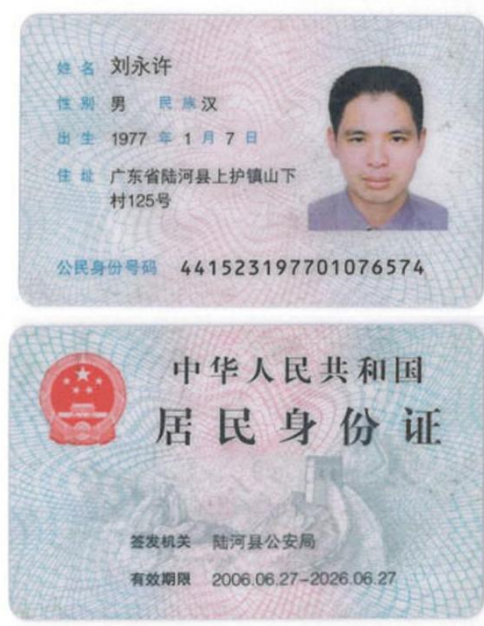 姓名 刘永许
性别 男 民族 汉
出生 1977 年 1 月 7 日
住址 广东省陆河县上护镇山下
村125号
公民身份号码 441523197701076574
中华人民共和国
居民身份证
签发机关 陆河县公安局
有效期限 2006.06.27-2026.06.27